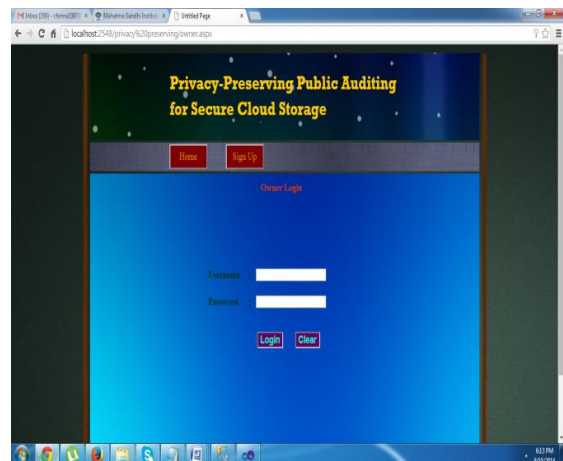 Untitled Page
localhost:2548/privacy%20preserving/owner.aspx
Privacy-Preserving Public Auditing
for Secure Cloud Storage
Home Sign Up
Owner Login
Username :
Password :
Login Clear
6:13 PM